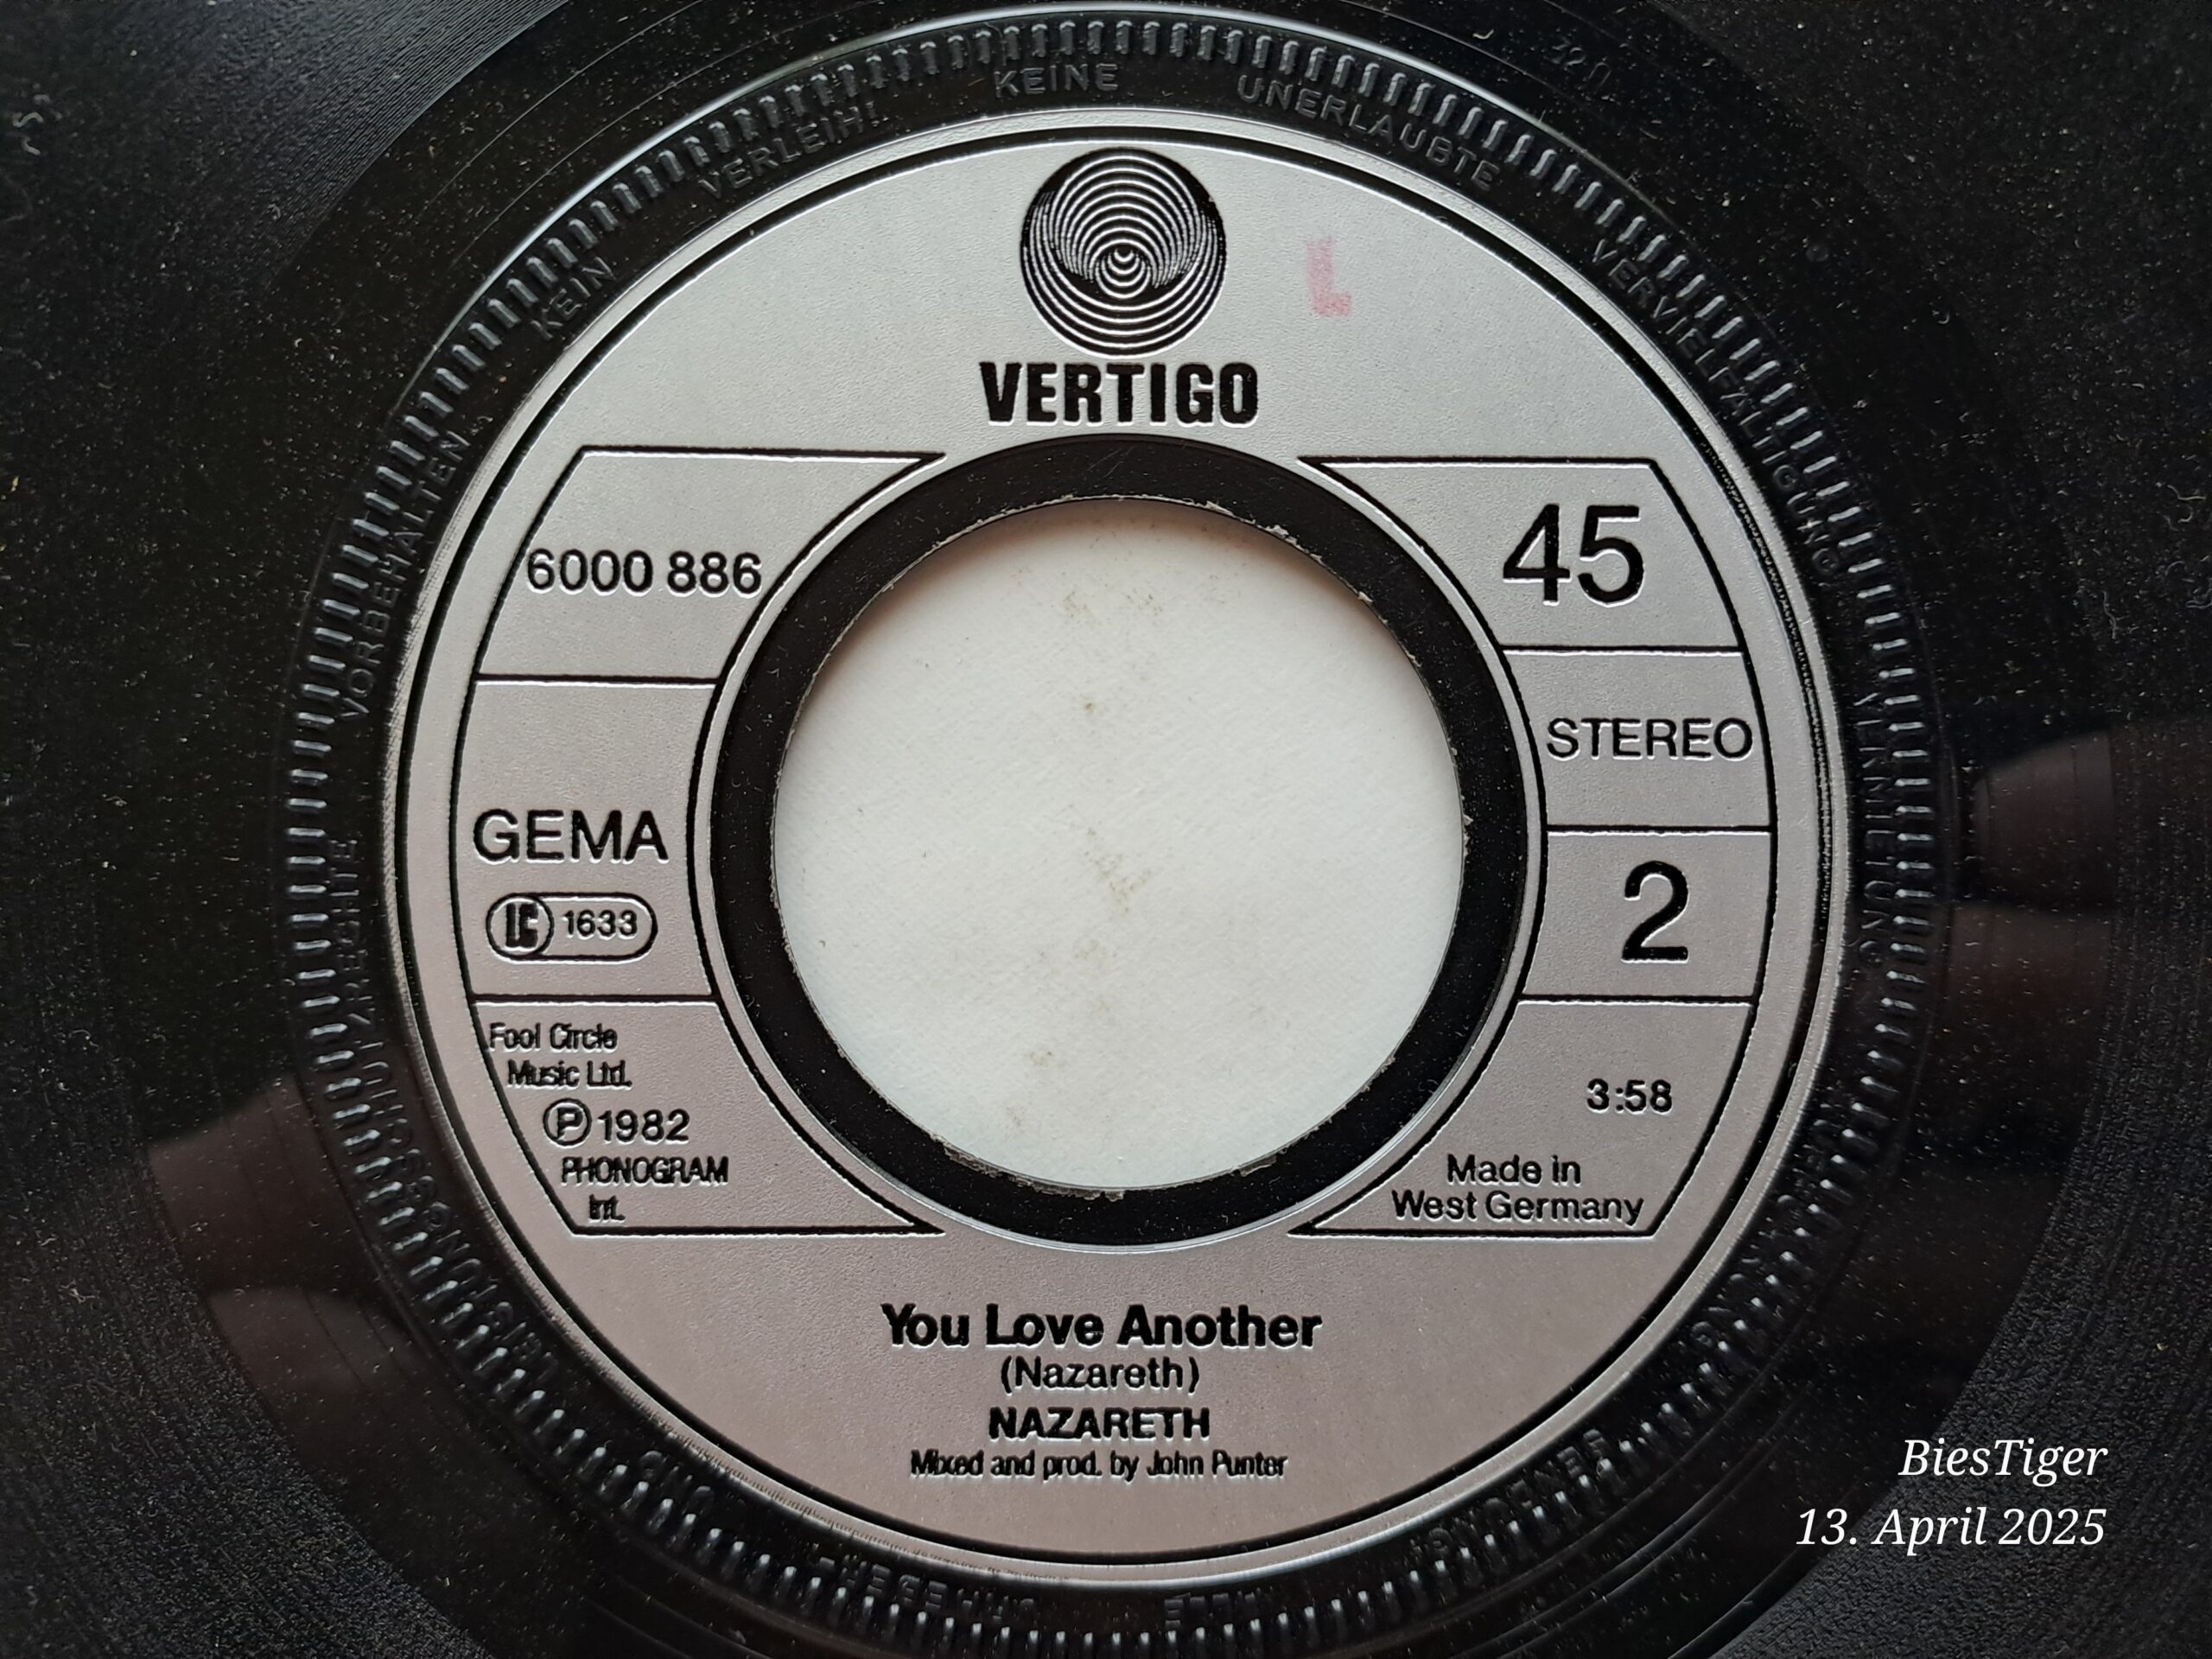 KEIN VERLEIH! KEINE UNERLAUBTE VERVIELFÄLTIGUNG
VORBEHALTEN
L
VERTIGO
6000 886
GEMA
LC 1633
Fool Circle
Music Ltd.
℗ 1982
PHONOGRAM
Int.
45
STEREO
2
3:58
Made in
West Germany
You Love Another
(Nazareth)
NAZARETH
Mixed and prod. by John Punter
BiesTiger
13. April 2025